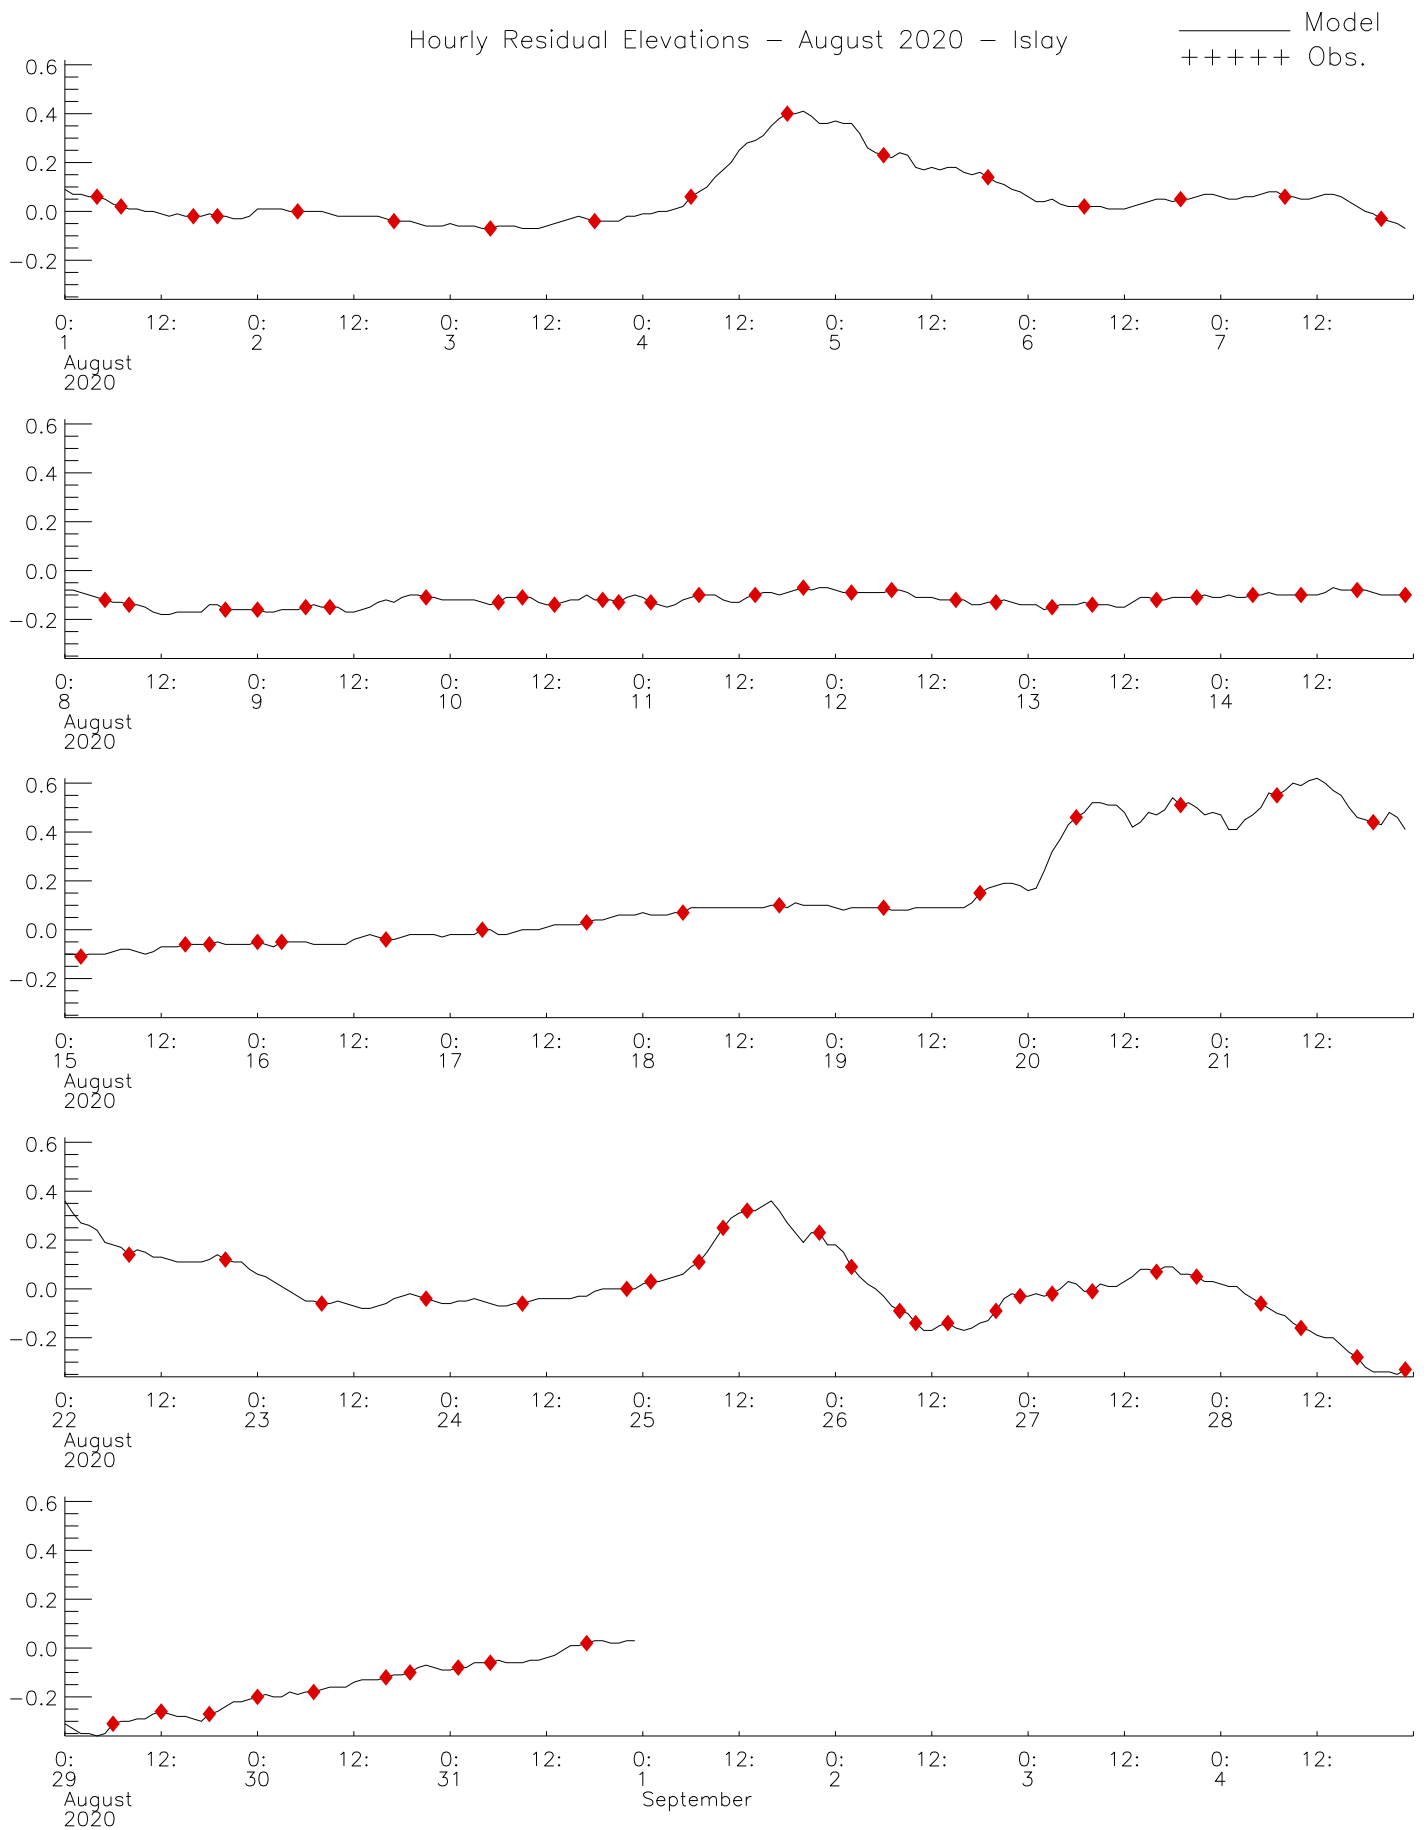 Hourly Residual Elevations – August 2020 – Islay
Model
+++++ Obs.
0.6
0.4
0.2
0.0
−0.2
0: 12: 0: 12: 0: 12: 0: 12: 0: 12: 0: 12: 0: 12:
1 2 3 4 5 6 7
August
2020
0.6
0.4
0.2
0.0
−0.2
0: 12: 0: 12: 0: 12: 0: 12: 0: 12: 0: 12: 0: 12:
8 9 10 11 12 13 14
August
2020
0.6
0.4
0.2
0.0
−0.2
0: 12: 0: 12: 0: 12: 0: 12: 0: 12: 0: 12: 0: 12:
15 16 17 18 19 20 21
August
2020
0.6
0.4
0.2
0.0
−0.2
0: 12: 0: 12: 0: 12: 0: 12: 0: 12: 0: 12: 0: 12:
22 23 24 25 26 27 28
August
2020
0.6
0.4
0.2
0.0
−0.2
0: 12: 0: 12: 0: 12: 0: 12: 0: 12: 0: 12: 0: 12:
29 30 31 1 2 3 4
August September
2020